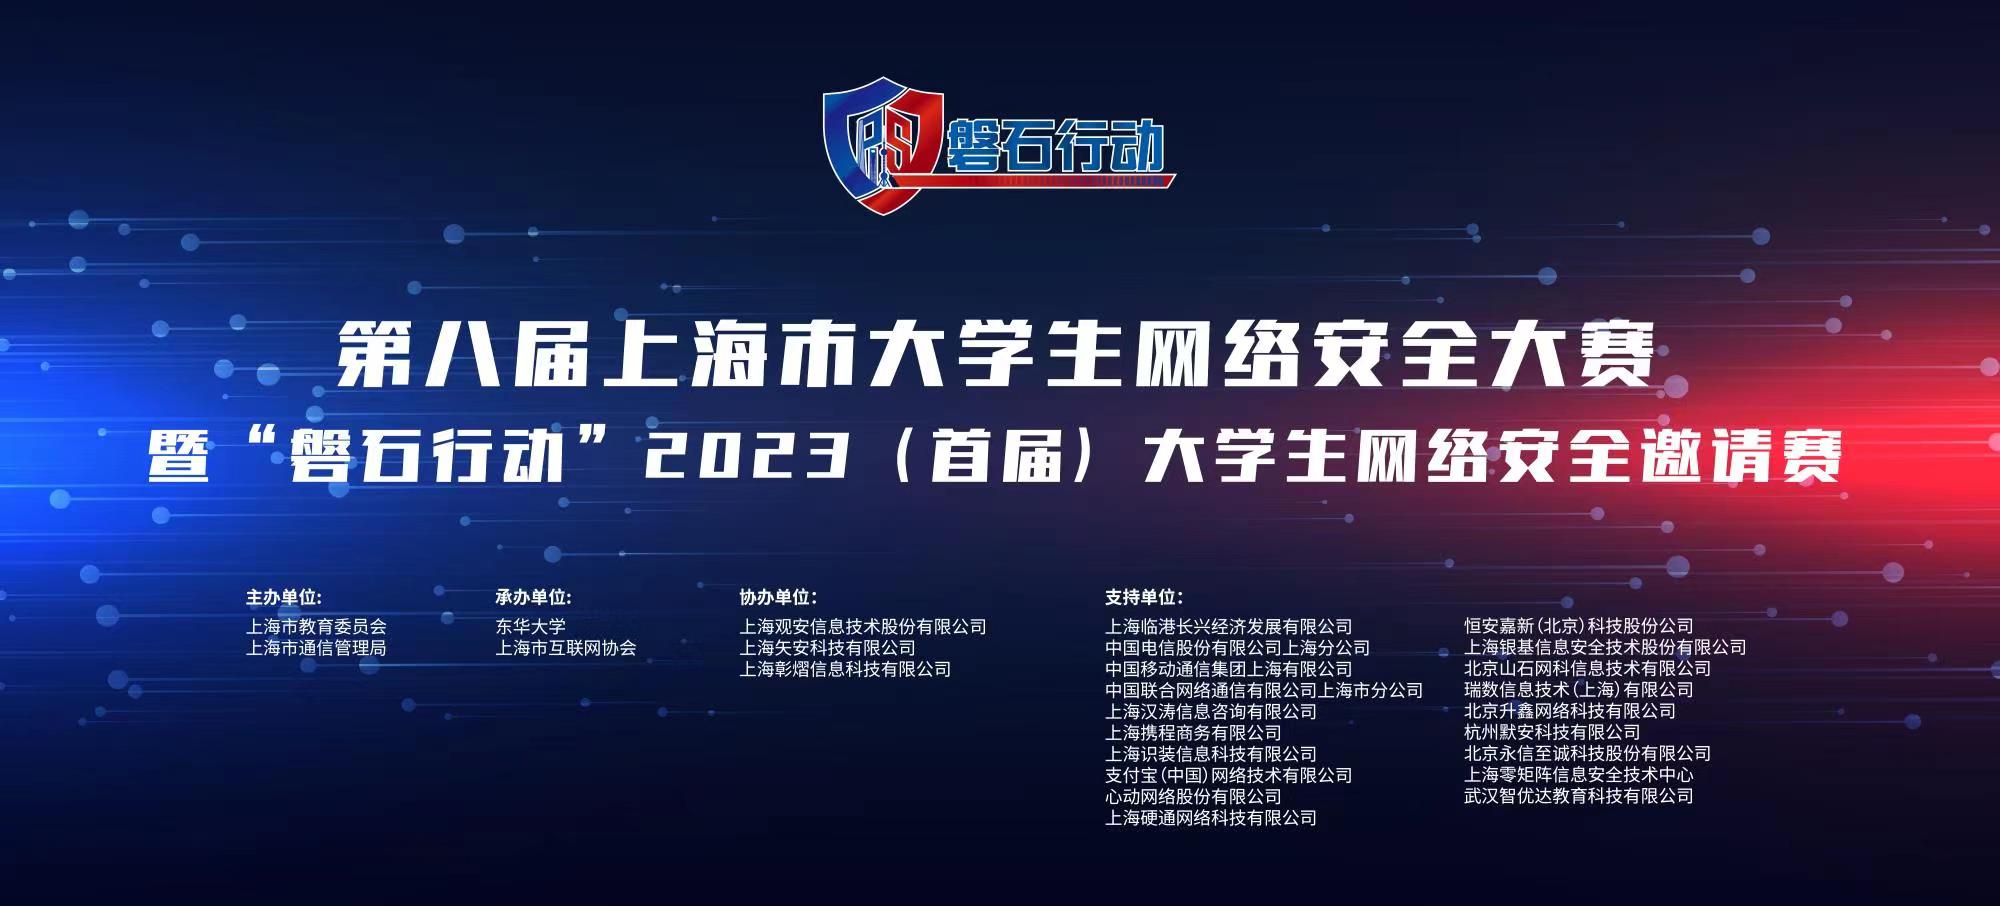 PS 磐石行动
第八届上海市大学生网络安全大赛
暨“磐石行动”2023（首届）大学生网络安全邀请赛
主办单位:
上海市教育委员会
上海市通信管理局
承办单位:
东华大学
上海市互联网协会
协办单位:
上海观安信息技术股份有限公司
上海矢安科技有限公司
上海彰熠信息科技有限公司
支持单位:
上海临港长兴经济发展有限公司
中国电信股份有限公司上海分公司
中国移动通信集团上海有限公司
中国联合网络通信有限公司上海市分公司
上海汉涛信息咨询有限公司
上海携程商务有限公司
上海识装信息科技有限公司
支付宝(中国)网络技术有限公司
心动网络股份有限公司
上海硬通网络科技有限公司
恒安嘉新(北京)科技股份公司
上海银基信息安全技术股份有限公司
北京山石网科信息技术有限公司
瑞数信息技术(上海)有限公司
北京升鑫网络科技有限公司
杭州默安科技有限公司
北京永信至诚科技股份有限公司
上海零矩阵信息安全技术中心
武汉智优达教育科技有限公司